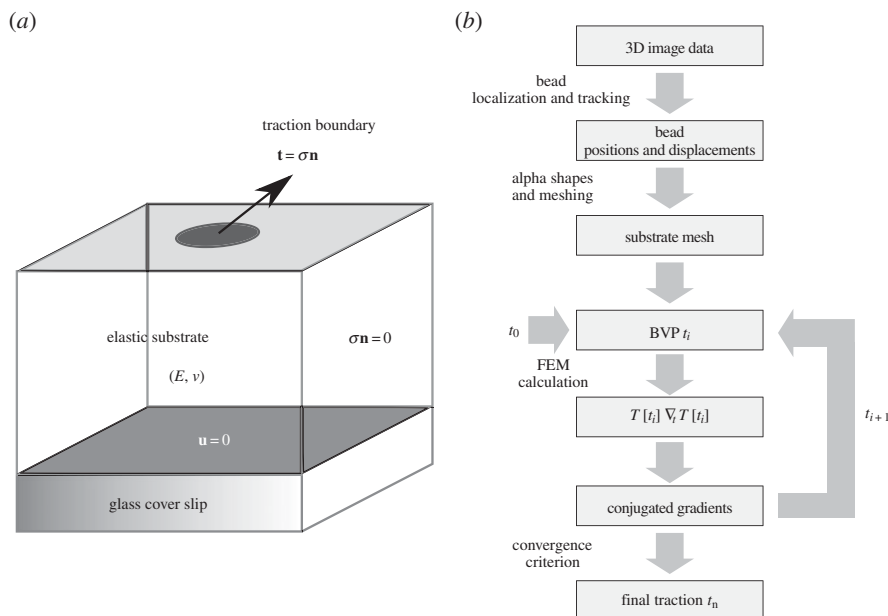 (a)
traction boundary
t = σn
elastic substrate
(E, ν)
σn = 0
u = 0
glass cover slip
(b)
3D image data
bead
localization and tracking
bead
positions and displacements
alpha shapes
and meshing
substrate mesh
t0
BVP ti
FEM
calculation
T [ti] ∇t T [ti]
ti + 1
conjugated gradients
convergence
criterion
final traction tn